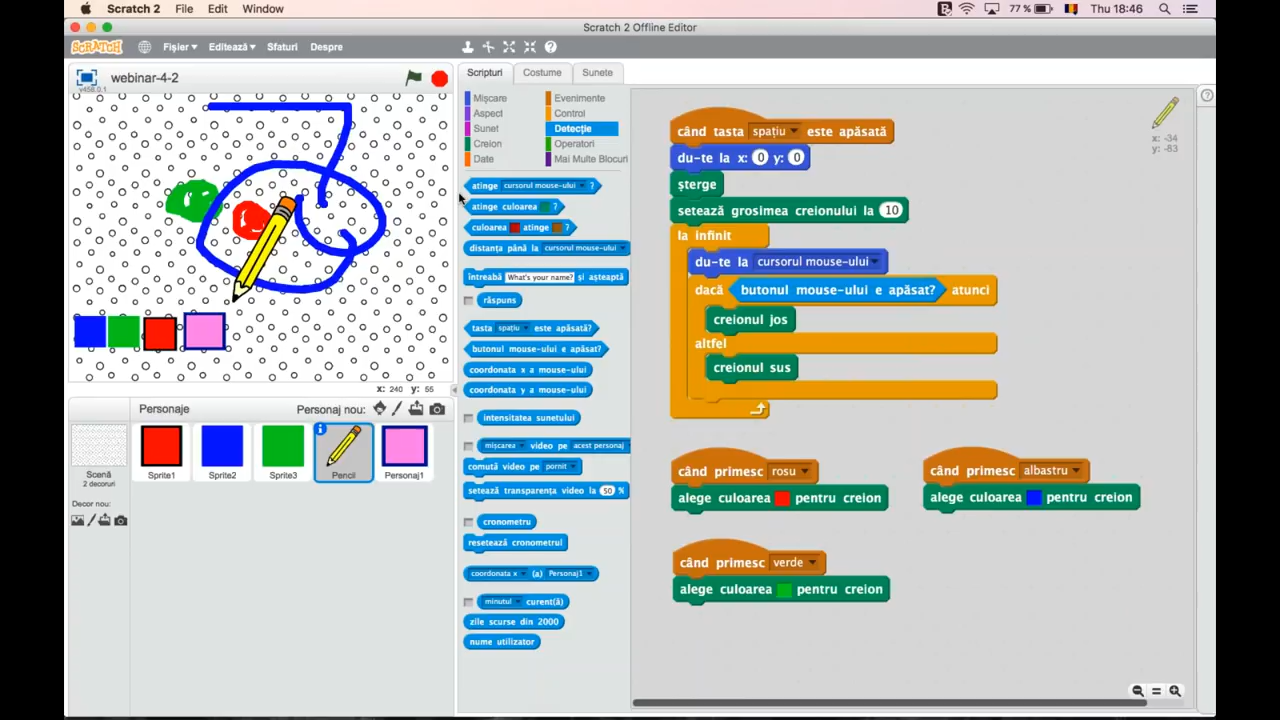 Scratch 2 File Edit Window 77 % Thu 18:46
Scratch 2 Offline Editor
SCRATCH Fișier Editează Sfaturi Despre
webinar-4-2
v458.0.1
x: 240 y: 55
Personaje Personaj nou:
Scenă
2 decoruri
Decor nou:
Sprite1 Sprite2 Sprite3 Pencil Personaj1
Scripturi Costume Sunete
Mișcare Evenimente
Aspect Control
Sunet Detecție
Creion Operatori
Date Mai Multe Blocuri
atinge cursorul mouse-ului ?
atinge culoarea ?
culoarea atinge ?
distanța până la cursorul mouse-ului
întreabă What's your name? și așteaptă
răspuns
tasta spațiu este apăsată?
butonul mouse-ului e apăsat?
coordonata x a mouse-ului
coordonata y a mouse-ului
intensitatea sunetului
mișcarea video pe acest personaj
comută video pe pornit
setează transparența video la 50 %
cronometru
resetează cronometrul
coordonata x (a) Personaj1
minutul curent(ă)
zile scurse din 2000
nume utilizator
când tasta spațiu este apăsată
du-te la x: 0 y: 0
șterge
setează grosimea creionului la 10
la infinit
du-te la cursorul mouse-ului
dacă butonul mouse-ului e apăsat? atunci
creionul jos
altfel
creionul sus
când primesc rosu
alege culoarea pentru creion
când primesc albastru
alege culoarea pentru creion
când primesc verde
alege culoarea pentru creion
x: -34
y: -83